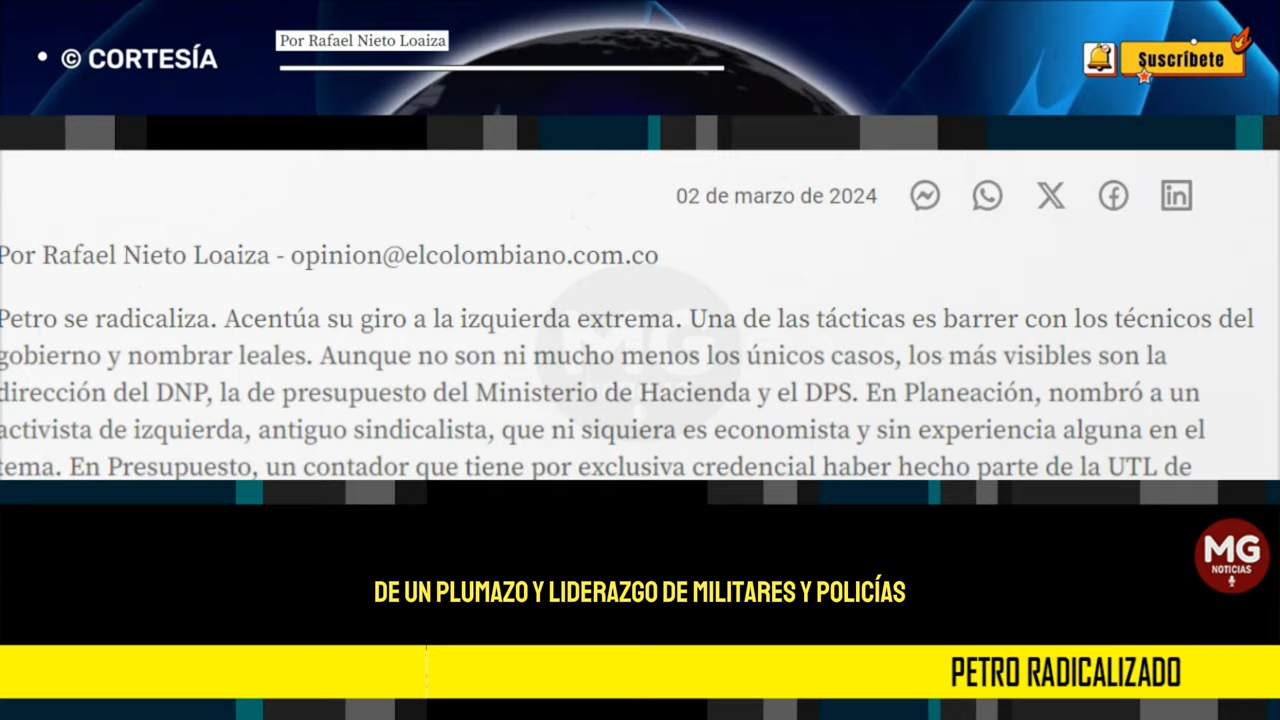 © CORTESÍA
Por Rafael Nieto Loaiza
Suscríbete
02 de marzo de 2024
Por Rafael Nieto Loaiza - opinion@elcolombiano.com.co
Petro se radicaliza. Acentúa su giro a la izquierda extrema. Una de las tácticas es barrer con los técnicos del
gobierno y nombrar leales. Aunque no son ni mucho menos los únicos casos, los más visibles son la
dirección del DNP, la de presupuesto del Ministerio de Hacienda y el DPS. En Planeación, nombró a un
activista de izquierda, antiguo sindicalista, que ni siquiera es economista y sin experiencia alguna en el
tema. En Presupuesto, un contador que tiene por exclusiva credencial haber hecho parte de la UTL de
MG
NOTICIAS
DE UN PLUMAZO Y LIDERAZGO DE MILITARES Y POLICÍAS
PETRO RADICALIZADO